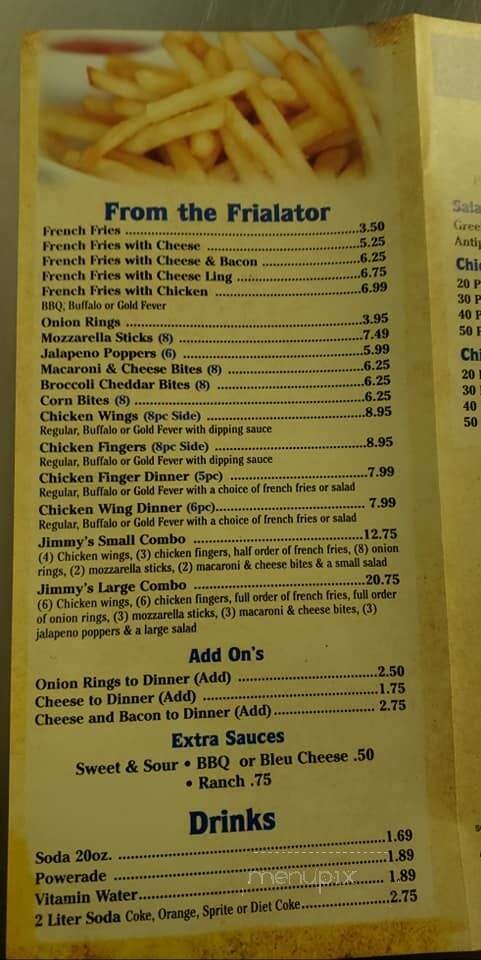 From the Frialator
French Fries 3.50
French Fries with Cheese 5.25
French Fries with Cheese & Bacon 6.25
French Fries with Cheese Ling 6.75
French Fries with Chicken 6.99
BBQ, Buffalo or Gold Fever
Onion Rings 3.95
Mozzarella Sticks (8) 7.49
Jalapeno Poppers (6) 5.99
Macaroni & Cheese Bites (8) 6.25
Broccoli Cheddar Bites (8) 6.25
Corn Bites (8) 6.25
Chicken Wings (8pc Side) 8.95
Regular, Buffalo or Gold Fever with dipping sauce
Chicken Fingers (8pc Side) 8.95
Regular, Buffalo or Gold Fever with dipping sauce
Chicken Finger Dinner (5pc) 7.99
Regular, Buffalo or Gold Fever with a choice of french fries or salad
Chicken Wing Dinner (6pc) 7.99
Regular, Buffalo or Gold Fever with a choice of french fries or salad
Jimmy's Small Combo 12.75
(4) Chicken wings, (3) chicken fingers, half order of french fries, (8) onion
rings, (2) mozzarella sticks, (2) macaroni & cheese bites & a small salad
Jimmy's Large Combo 20.75
(6) Chicken wings, (6) chicken fingers, full order of french fries, full order
of onion rings, (3) mozzarella sticks, (3) macaroni & cheese bites, (3)
jalapeno poppers & a large salad
Add On's
Onion Rings to Dinner (Add) 2.50
Cheese to Dinner (Add) 1.75
Cheese and Bacon to Dinner (Add) 2.75
Extra Sauces
Sweet & Sour • BBQ or Bleu Cheese .50
• Ranch .75
Drinks
Soda 20oz. 1.69
Powerade 1.89
Vitamin Water 1.89
2 Liter Soda Coke, Orange, Sprite or Diet Coke 2.75
menupix
Sala
Gree
Antip
Chi
20 P
30 P
40 P
50 P
Chi
20
30
40
50